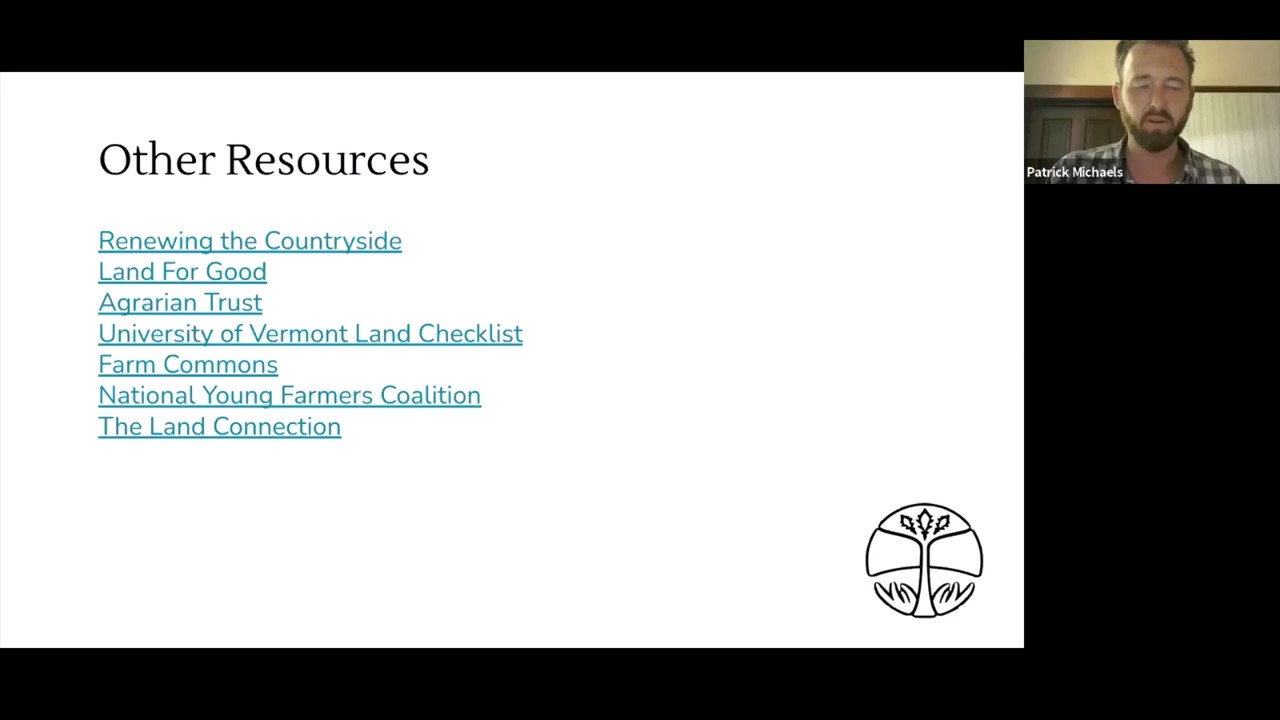 Other Resources
Renewing the Countryside
Land For Good
Agrarian Trust
University of Vermont Land Checklist
Farm Commons
National Young Farmers Coalition
The Land Connection
Patrick Michaels